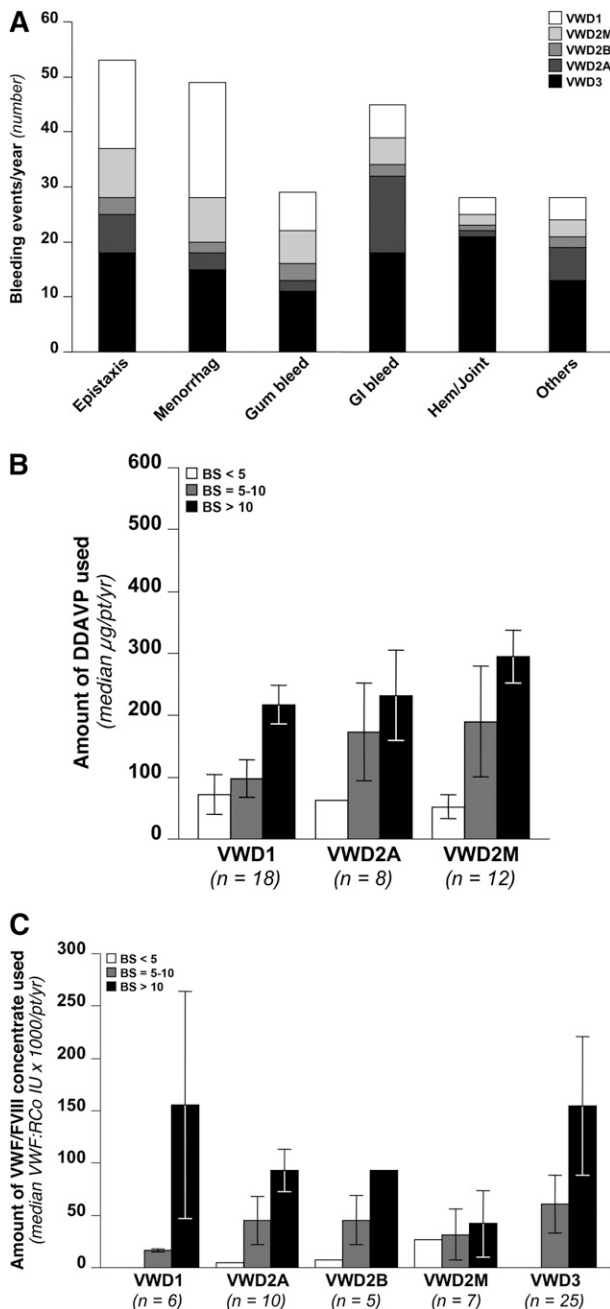 A
VWD1
VWD2M
VWD2B
VWD2A
VWD3
Bleeding events/year (number)
60
50
40
30
20
10
0
Epistaxis
Menorrhag
Gum bleed
GI bleed
Hem/Joint
Others
B
BS < 5
BS = 5-10
BS > 10
Amount of DDAVP used
(median µg/pt/yr)
600
500
400
300
200
100
0
VWD1
(n = 18)
VWD2A
(n = 8)
VWD2M
(n = 12)
C
BS < 5
BS = 5-10
BS > 10
Amount of VWF/FVIII concentrate used
(median VWF:RCo IU x 1000/pt/yr)
300
250
200
150
100
50
0
VWD1
(n = 6)
VWD2A
(n = 10)
VWD2B
(n = 5)
VWD2M
(n = 7)
VWD3
(n = 25)